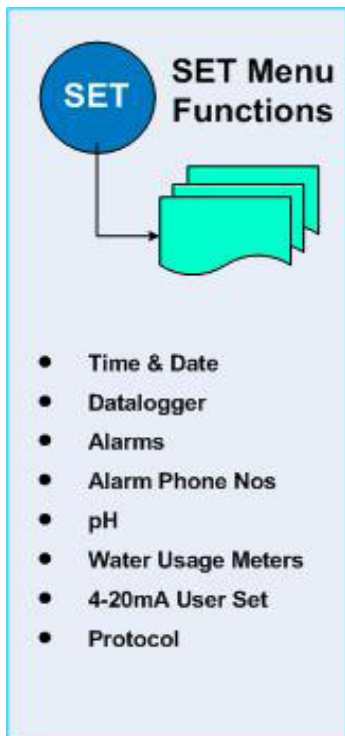 SET
SET Menu
Functions
Time & Date
Datalogger
Alarms
Alarm Phone Nos
pH
Water Usage Meters
4-20mA User Set
Protocol